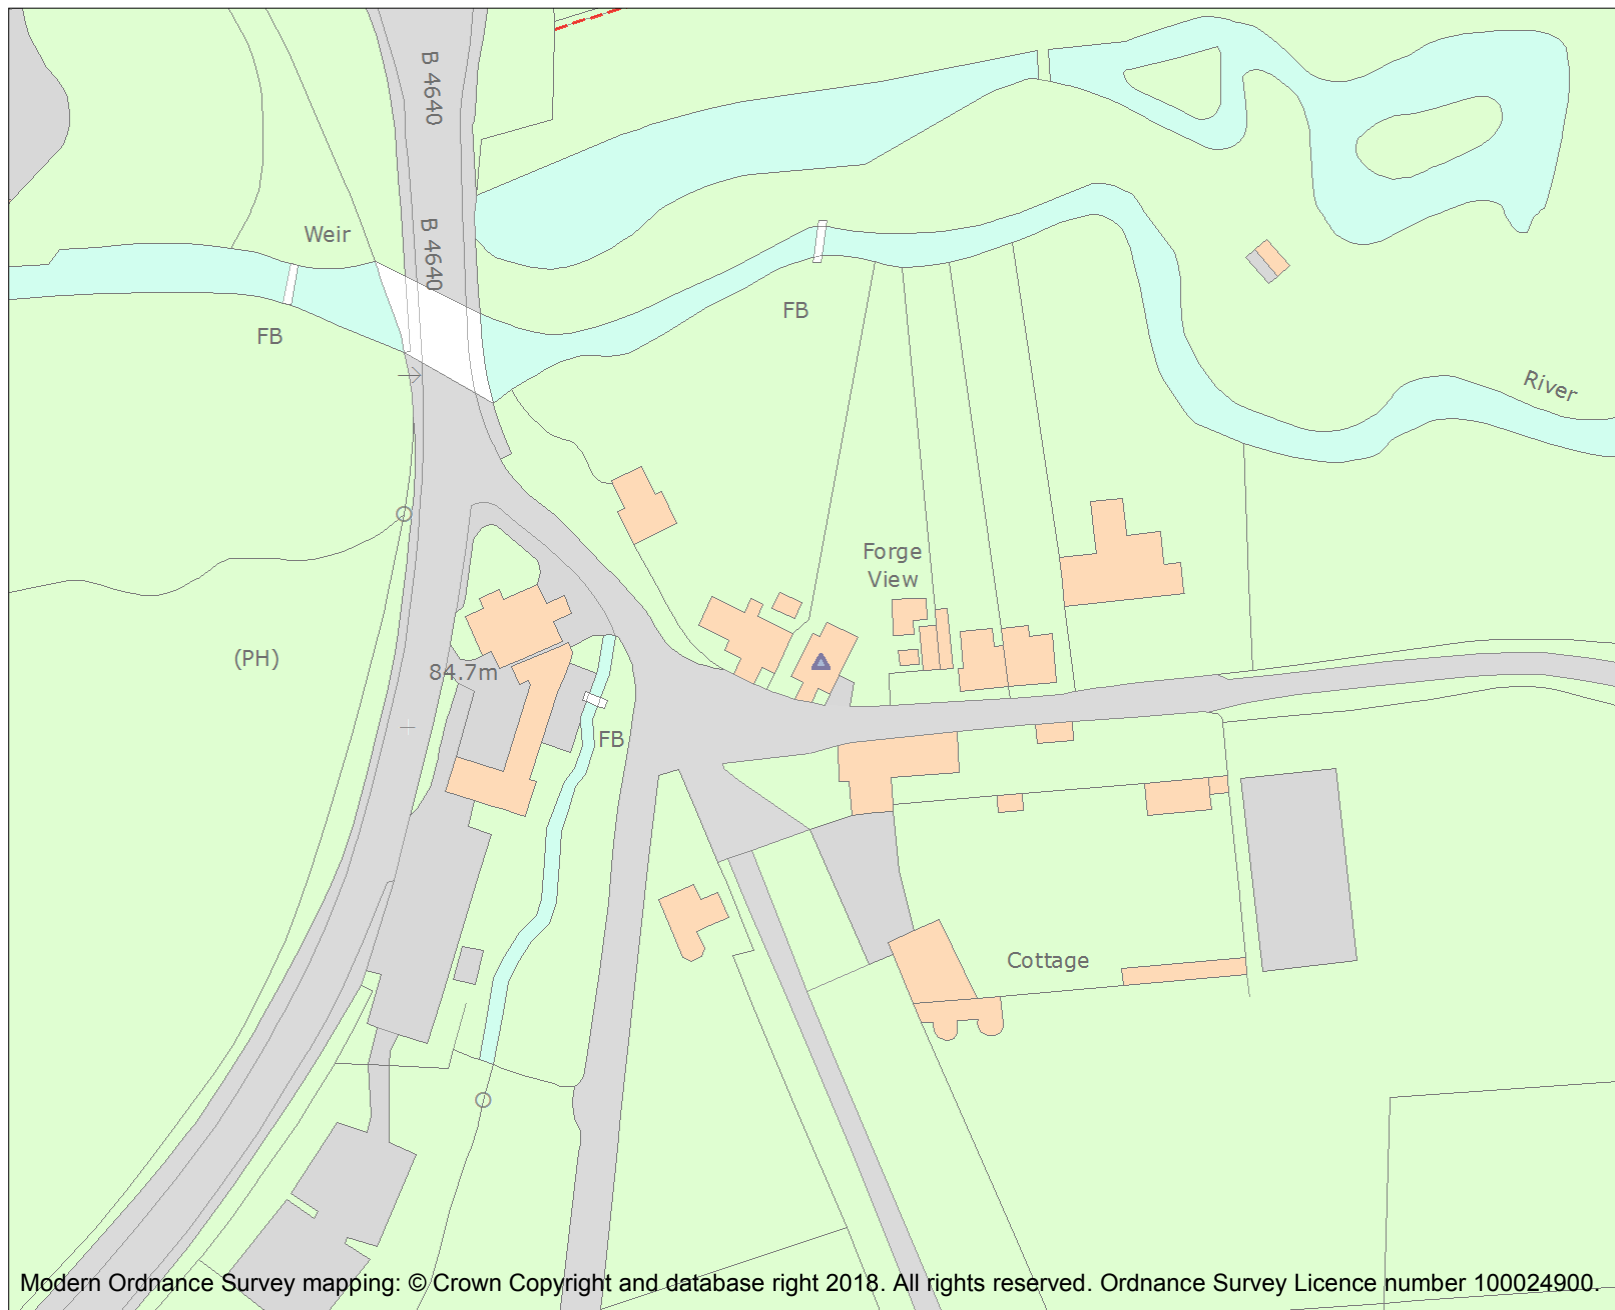 B 4640
B 4640
Weir
FB
FB
River
Forge
View
(PH)
84.7m
FB
Cottage
Modern Ordnance Survey mapping: © Crown Copyright and database right 2018. All rights reserved. Ordnance Survey Licence number 100024900.